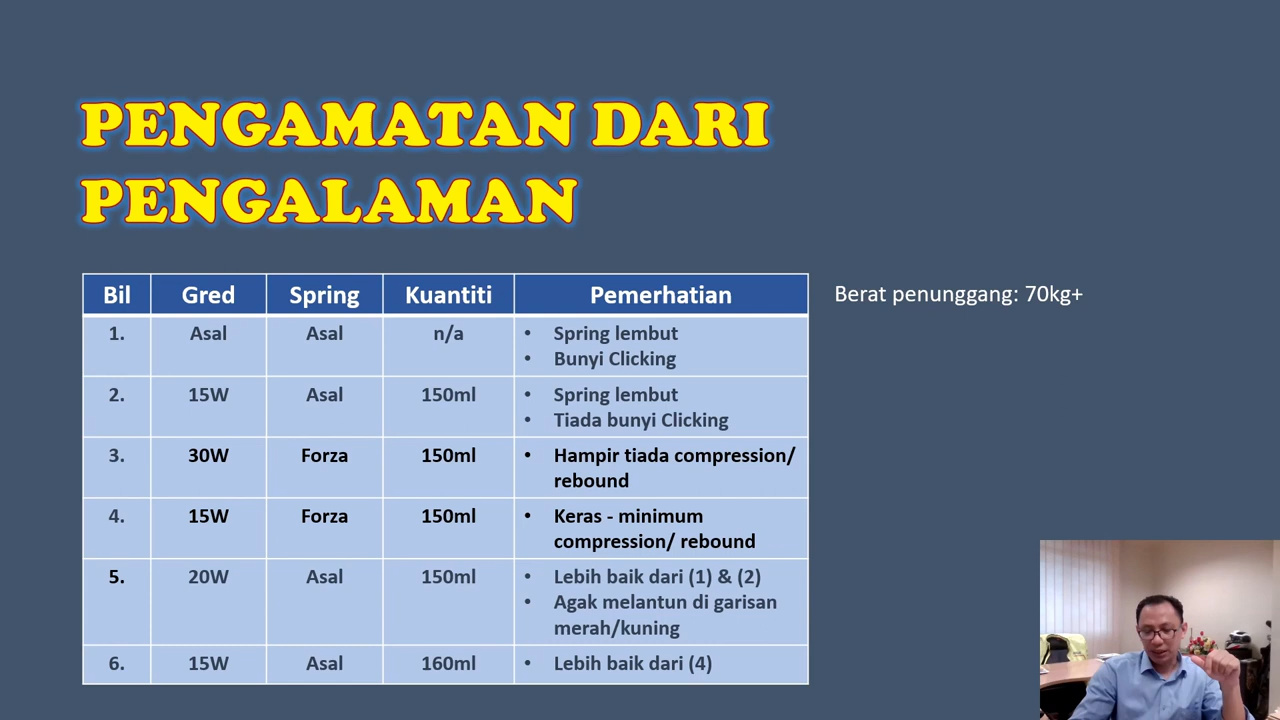 PENGAMATAN DARI
PENGALAMAN
Bil Gred Spring Kuantiti Pemerhatian
Berat penunggang: 70kg+
1. Asal Asal n/a • Spring lembut
• Bunyi Clicking
2. 15W Asal 150ml • Spring lembut
• Tiada bunyi Clicking
3. 30W Forza 150ml • Hampir tiada compression/
rebound
4. 15W Forza 150ml • Keras - minimum
compression/ rebound
5. 20W Asal 150ml • Lebih baik dari (1) & (2)
• Agak melantun di garisan
merah/kuning
6. 15W Asal 160ml • Lebih baik dari (4)